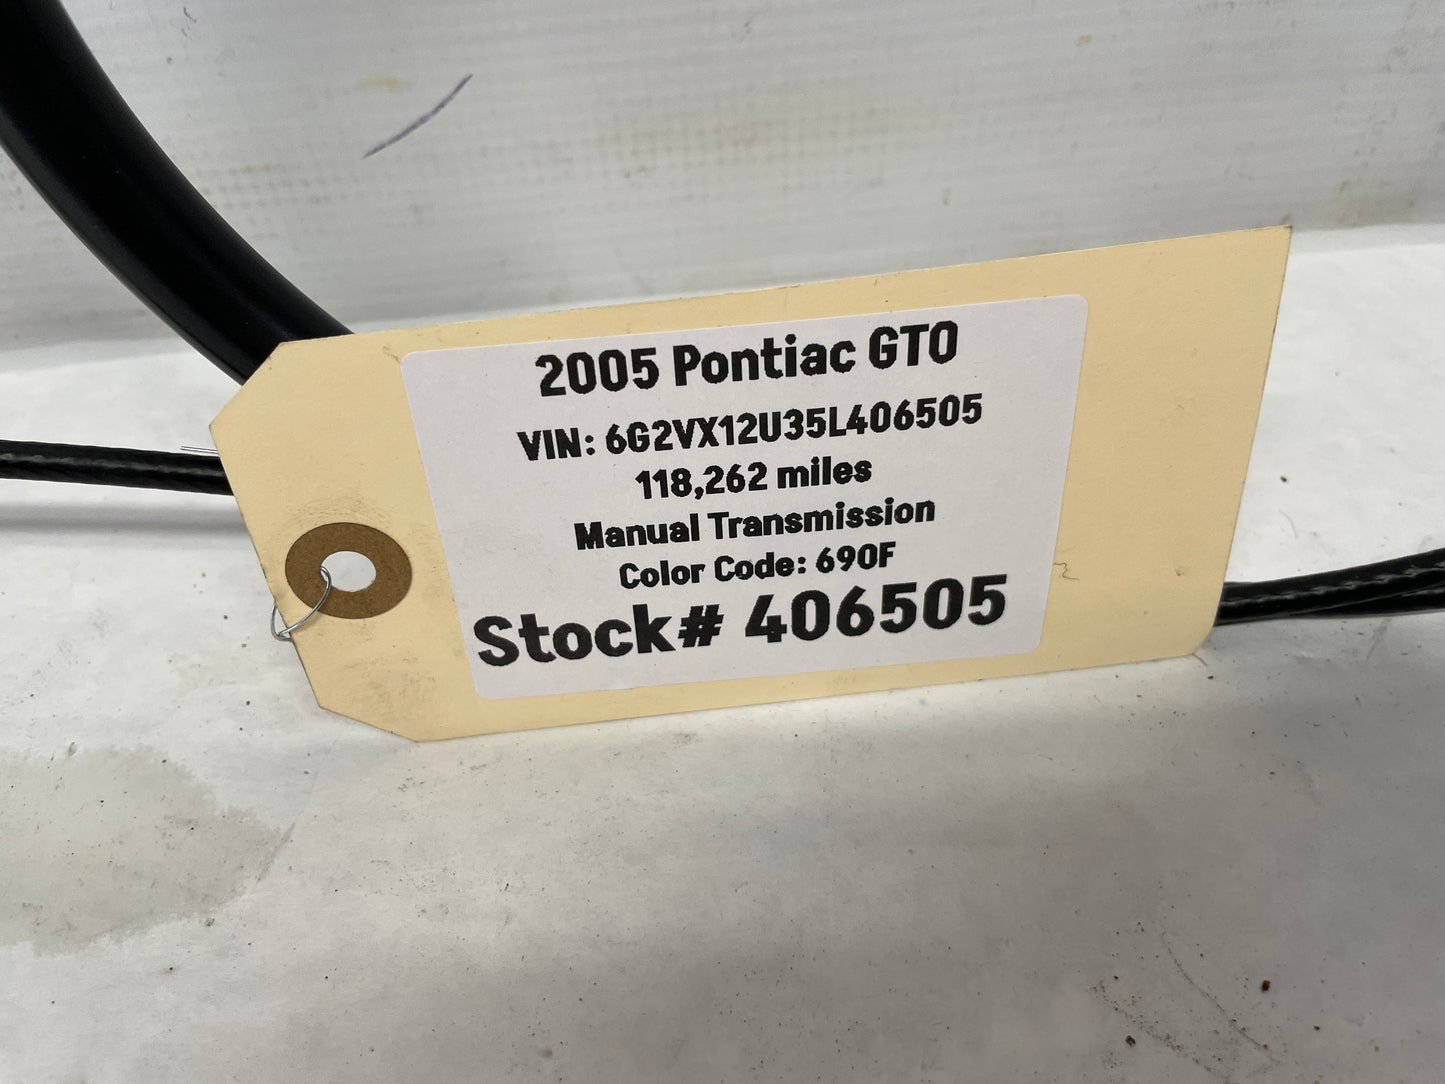 2005 Pontiac GTO
VIN: 6G2VX12U35L406505
118,262 miles
Manual Transmission
Color Code: 690F
Stock# 406505